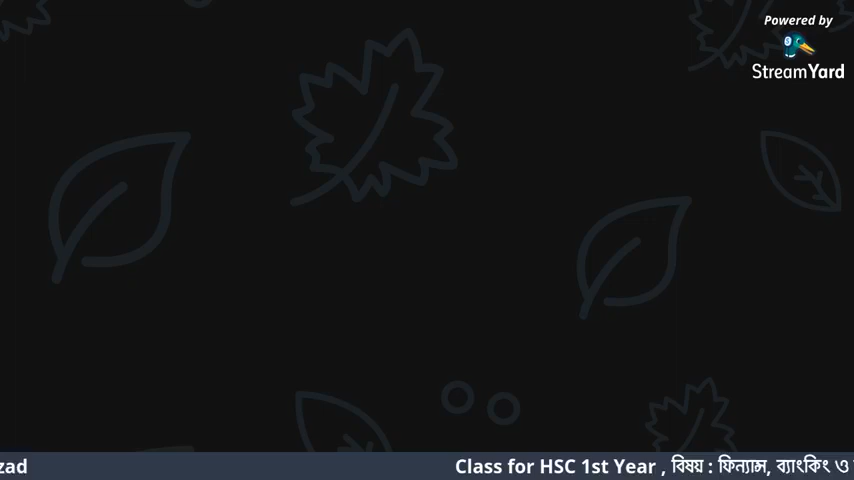 Powered by
StreamYard
zad Class for HSC 1st Year , বিষয় : ফিন্যান্স, ব্যাংকিং ও